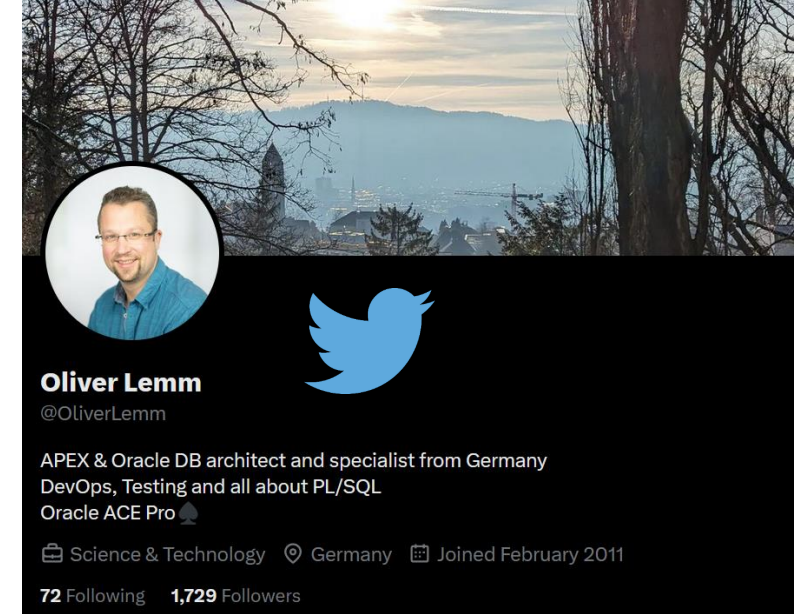 Oliver Lemm
@OliverLemm
APEX & Oracle DB architect and specialist from Germany
DevOps, Testing and all about PL/SQL
Oracle ACE Pro♠
Science & Technology Germany Joined February 2011
72 Following 1,729 Followers